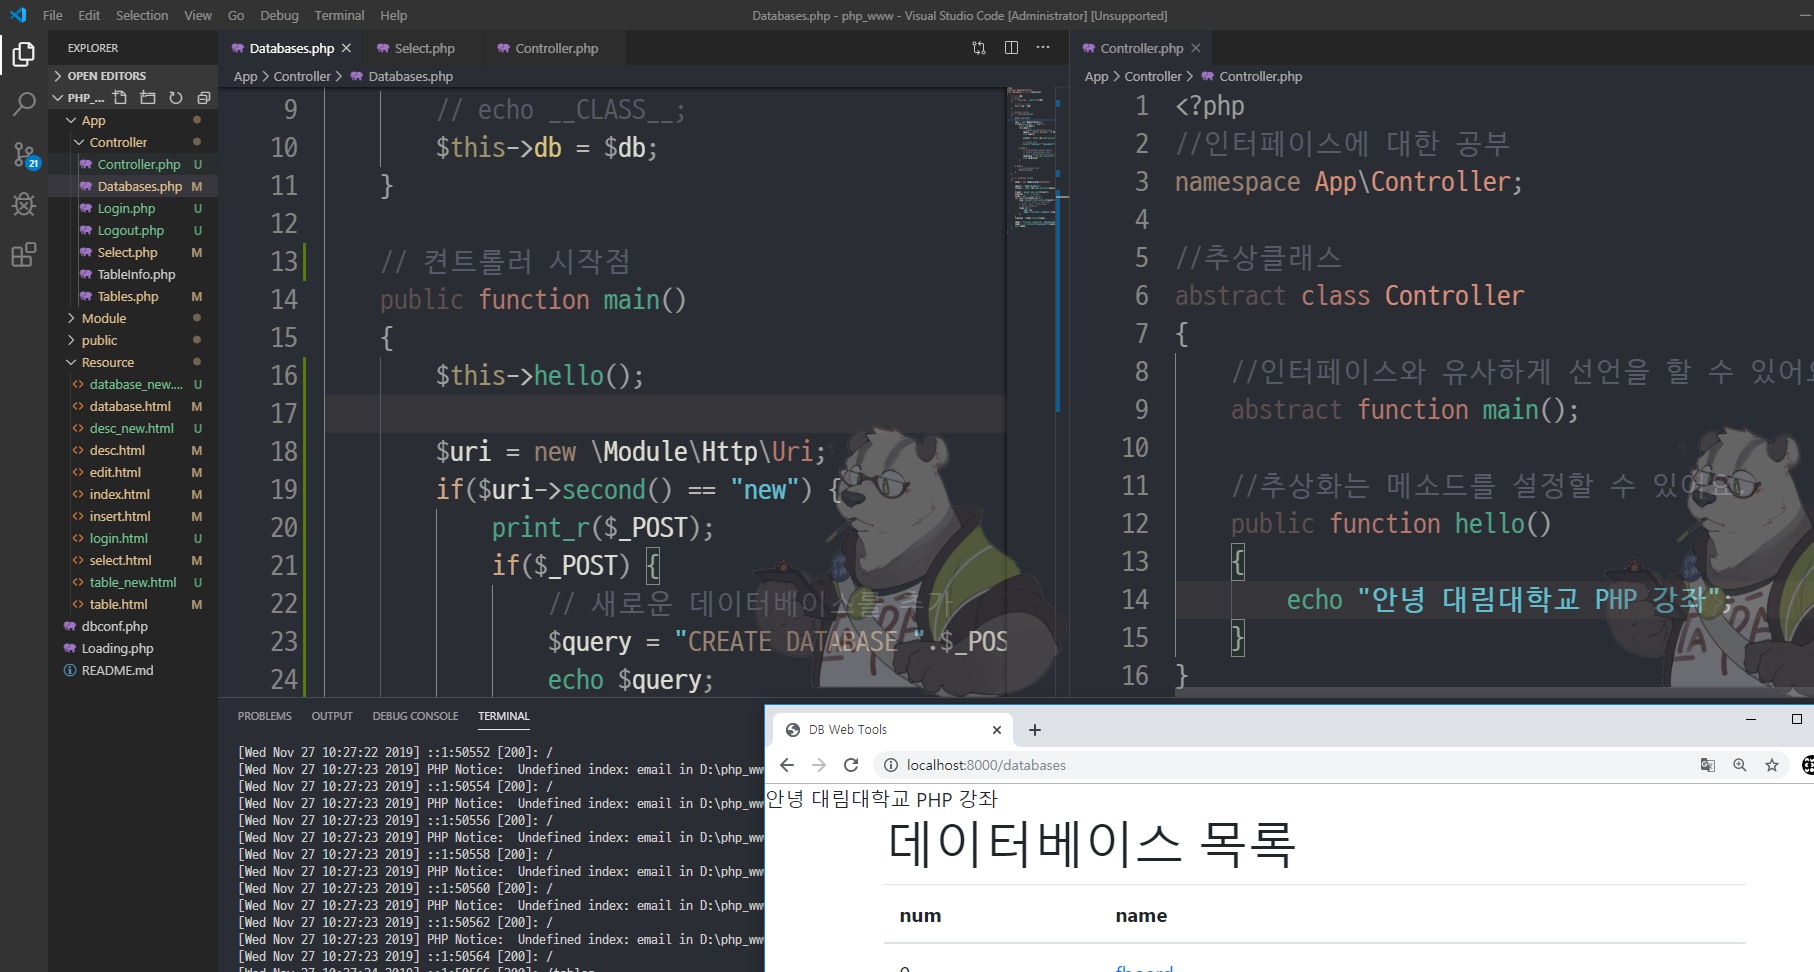 File Edit Selection View Go Debug Terminal Help
Databases.php - php_www - Visual Studio Code [Administrator] [Unsupported]
EXPLORER
OPEN EDITORS
PHP_...
App
Controller
Controller.php U
Databases.php M
Login.php U
Logout.php U
Select.php M
TableInfo.php
Tables.php M
Module
public
Resource
database_new.... U
database.html M
desc_new.html U
desc.html M
edit.html M
index.html M
insert.html M
login.html U
select.html M
table_new.html U
table.html M
dbconf.php
Loading.php
README.md
21
Databases.php Select.php Controller.php
App > Controller > Databases.php
9 // echo __CLASS__;
10 $this->db = $db;
11 }
12
13 // 컨트롤러 시작점
14 public function main()
15 {
16 $this->hello();
17
18 $uri = new \Module\Http\Uri;
19 if($uri->second() == "new") {
20 print_r($_POST);
21 if($_POST) {
22 // 새로운 데이터베이스를 추가
23 $query = "CREATE DATABASE ".$_POS
24 echo $query;
Controller.php
App > Controller > Controller.php
1 <?php
2 //인터페이스에 대한 공부
3 namespace App\Controller;
4
5 //추상클래스
6 abstract class Controller
7 {
8 //인터페이스와 유사하게 선언을 할 수 있어요
9 abstract function main();
10
11 //추상화는 메소드를 설정할 수 있어요.
12 public function hello()
13 {
14 echo "안녕 대림대학교 PHP 강좌";
15 }
16 }
PROBLEMS OUTPUT DEBUG CONSOLE TERMINAL
[Wed Nov 27 10:27:22 2019] ::1:50552 [200]: /
[Wed Nov 27 10:27:23 2019] PHP Notice:  Undefined index: email in D:\php_ww
[Wed Nov 27 10:27:23 2019] ::1:50554 [200]: /
[Wed Nov 27 10:27:23 2019] PHP Notice:  Undefined index: email in D:\php_ww
[Wed Nov 27 10:27:23 2019] ::1:50556 [200]: /
[Wed Nov 27 10:27:23 2019] PHP Notice:  Undefined index: email in D:\php_ww
[Wed Nov 27 10:27:23 2019] ::1:50558 [200]: /
[Wed Nov 27 10:27:23 2019] PHP Notice:  Undefined index: email in D:\php_ww
[Wed Nov 27 10:27:23 2019] ::1:50560 [200]: /
[Wed Nov 27 10:27:23 2019] PHP Notice:  Undefined index: email in D:\php_ww
[Wed Nov 27 10:27:23 2019] ::1:50562 [200]: /
[Wed Nov 27 10:27:23 2019] PHP Notice:  Undefined index: email in D:\php_ww
[Wed Nov 27 10:27:23 2019] ::1:50564 [200]: /
[Wed Nov 27 10:27:24 2019] ::1:50566 [200]: /tables
DB Web Tools
localhost:8000/databases
안녕 대림대학교 PHP 강좌
데이터베이스 목록
num name